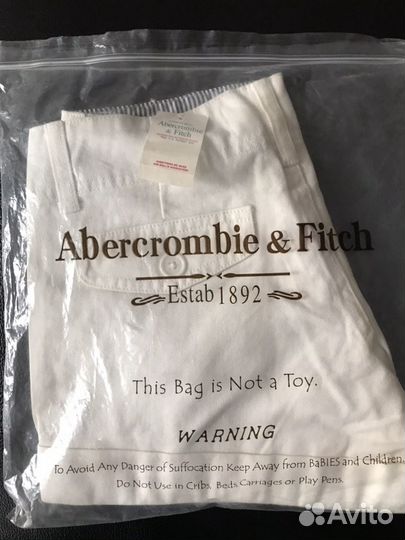 Abercrombie
& Fitch
Abercrombie & Fitch
Estab 1892
This Bag is Not a Toy.
WARNING
To Avoid Any Danger of Suffocation Keep Away from BaBIES and Children,
Do Not Use in Cribs, Beds, Carriages or Play Pens.
Avito